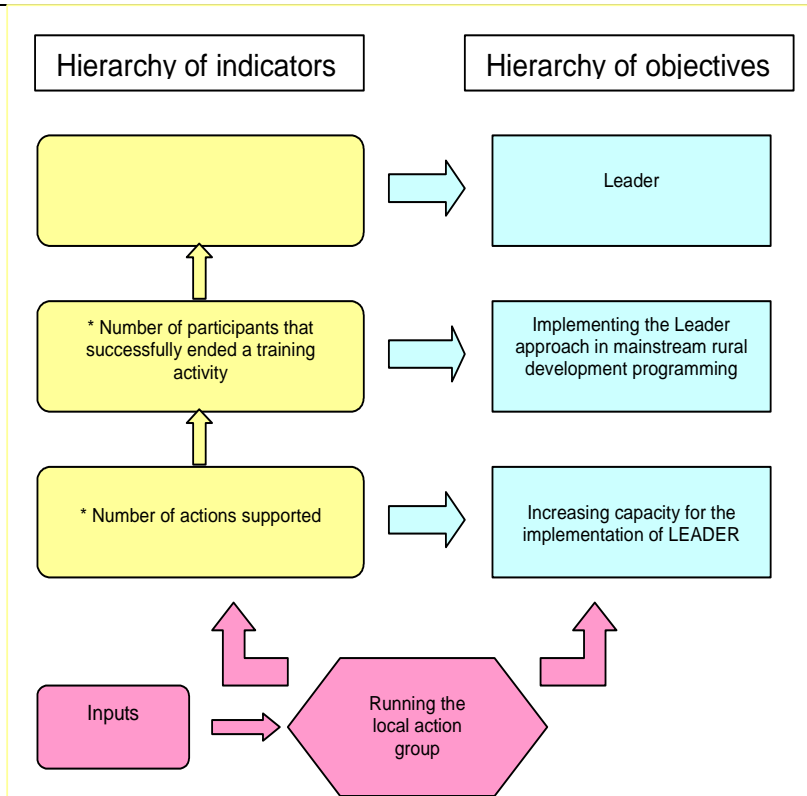 Hierarchy of indicators
Hierarchy of objectives
Leader
* Number of participants that
successfully ended a training
activity
Implementing the Leader
approach in mainstream rural
development programming
* Number of actions supported
Increasing capacity for the
implementation of LEADER
Inputs
Running the
local action
group